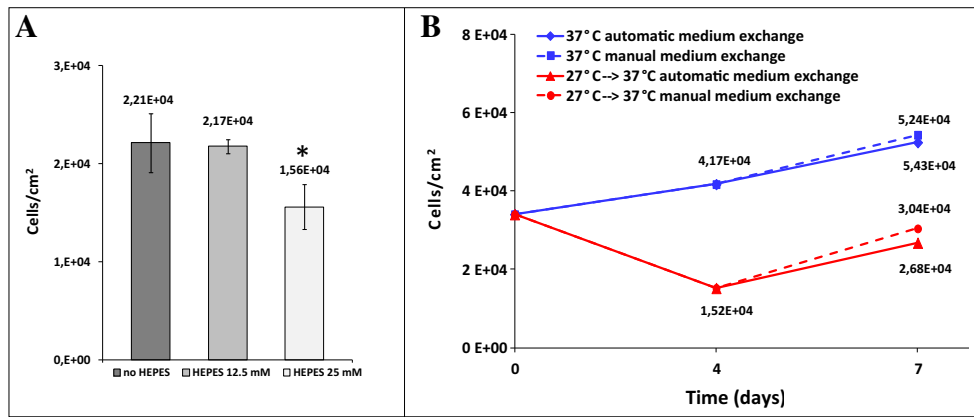 A
3,E+04
2,E+04
1,E+04
0,E+00
Cells/cm²
2,21E+04
2,17E+04
*
1,56E+04
no HEPES HEPES 12.5 mM HEPES 25 mM
B
37°C automatic medium exchange
37°C manual medium exchange
27°C--> 37°C automatic medium exchange
27°C--> 37°C manual medium exchange
8 E+04
6 E+04
4 E+04
2 E+04
0 E+00
Cells/cm²
4,17E+04
5,24E+04
5,43E+04
3,04E+04
2,68E+04
1,52E+04
0 4 7
Time (days)